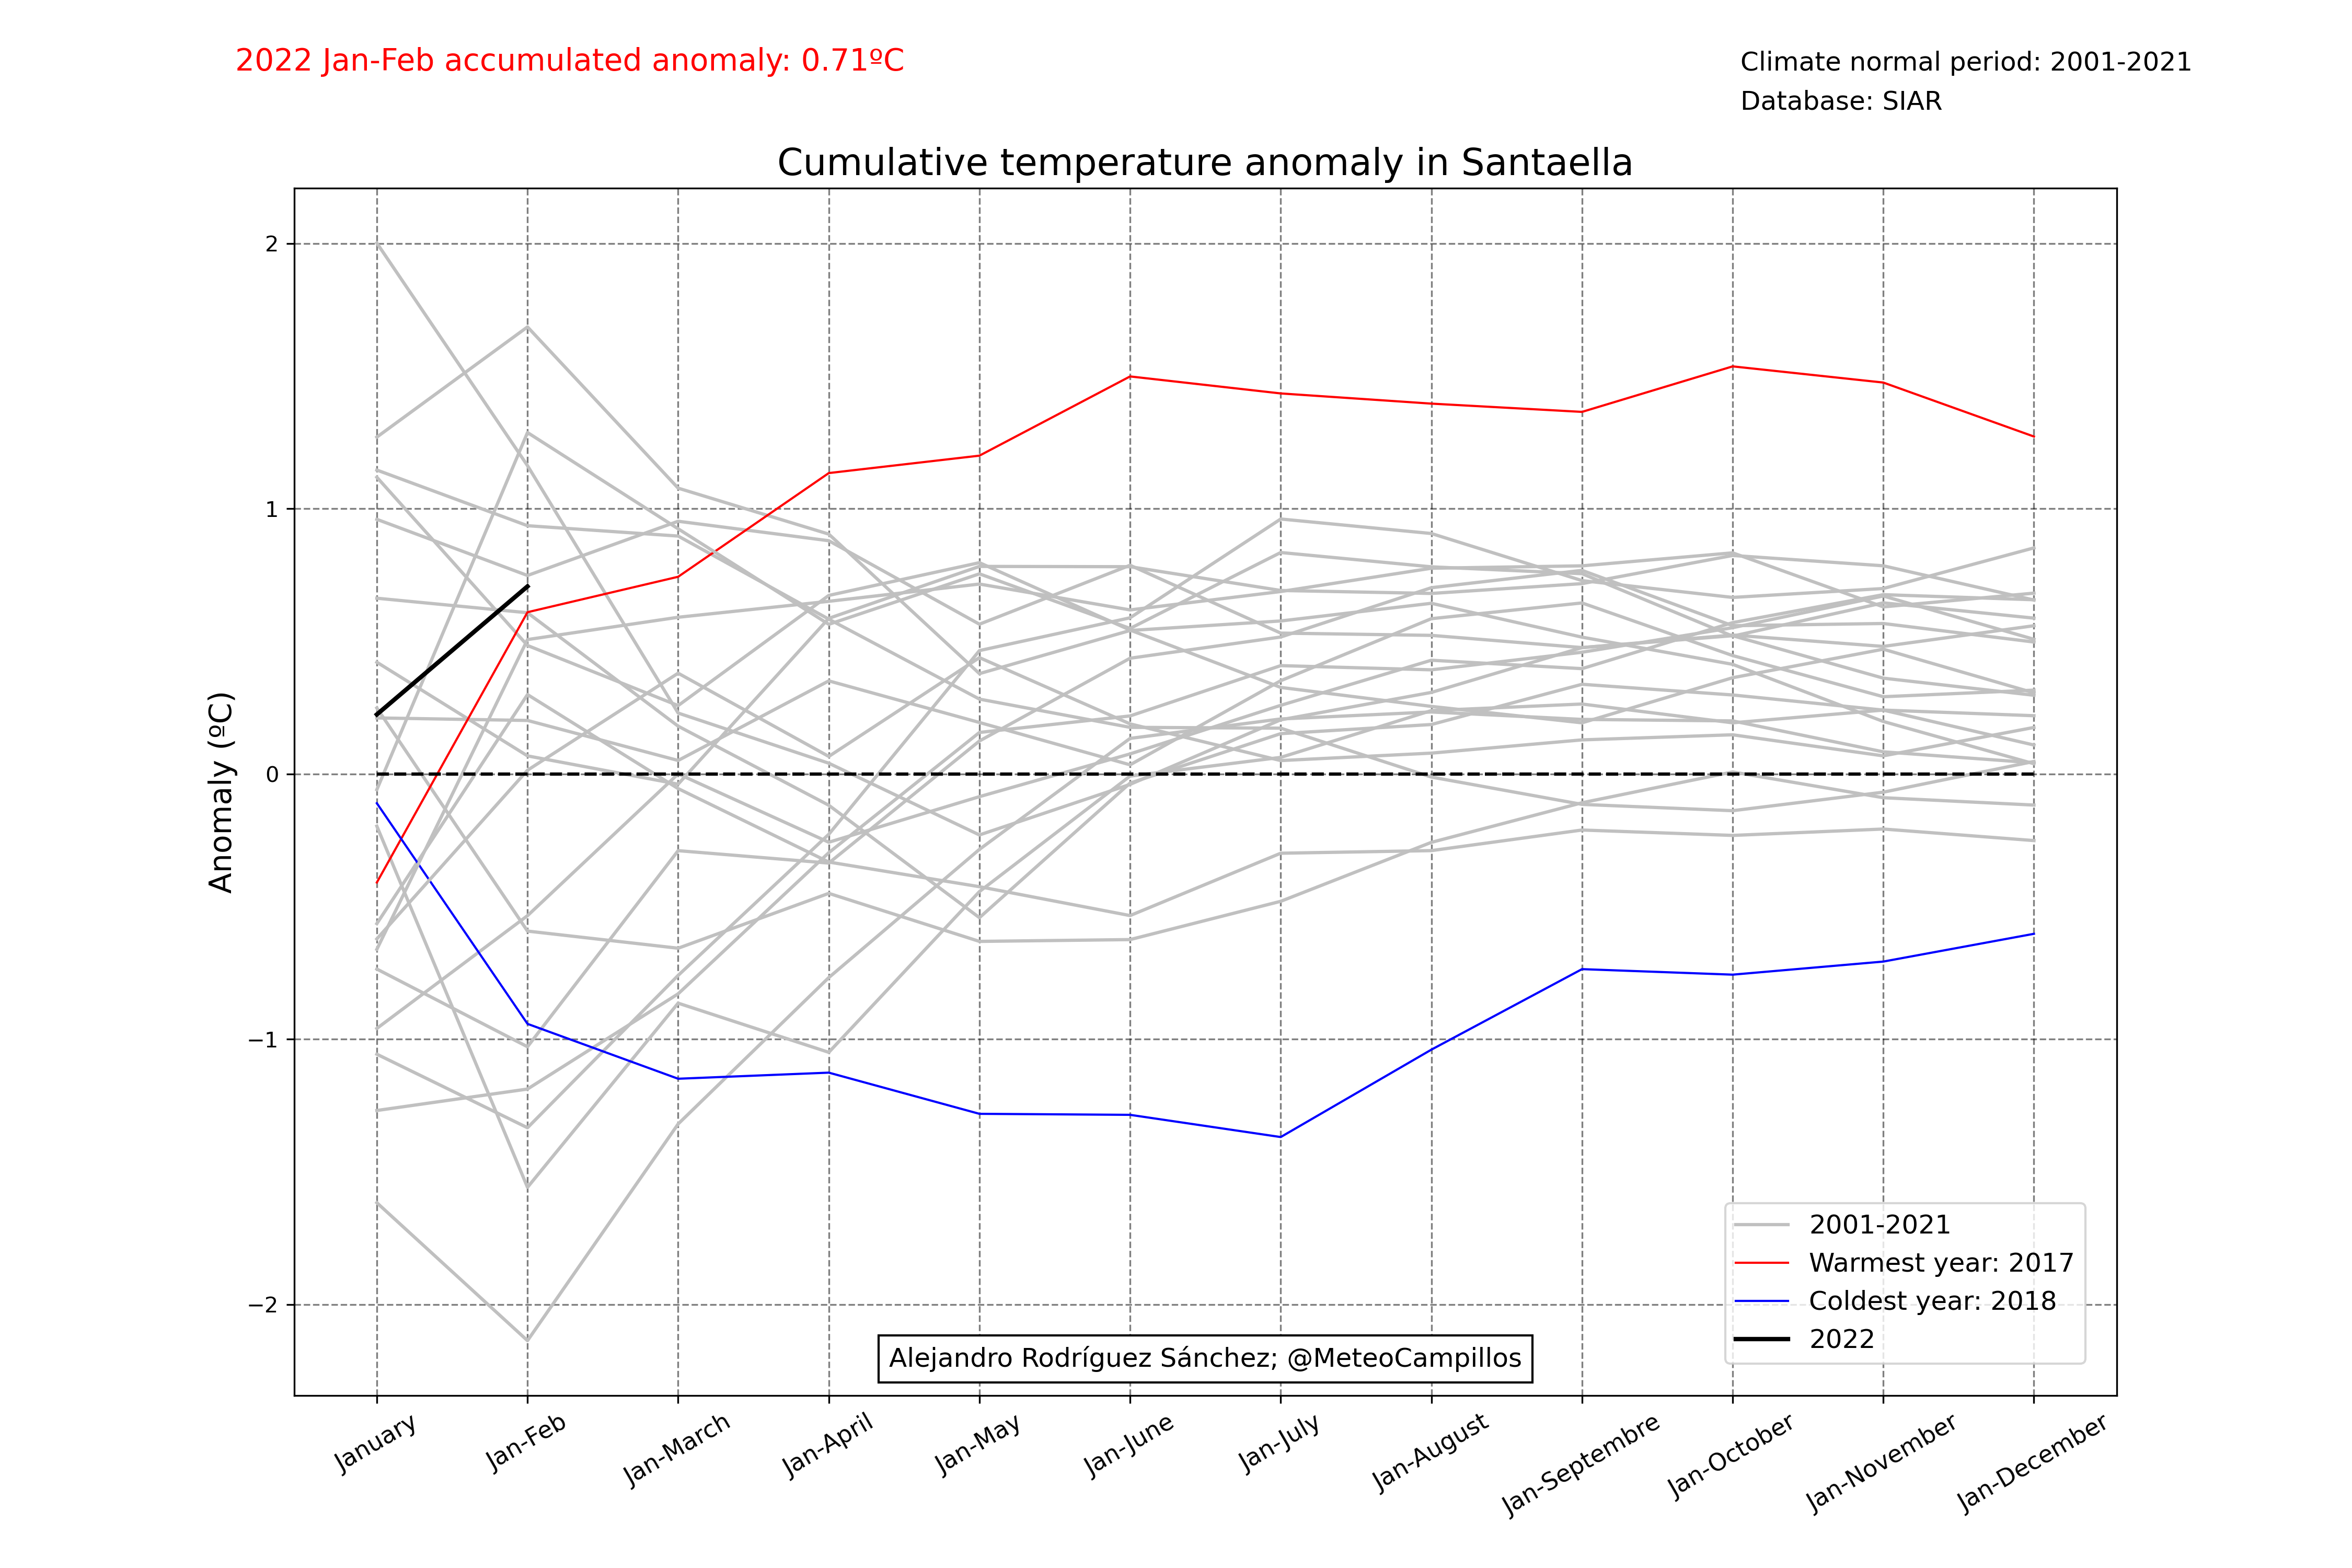 2022 Jan-Feb accumulated anomaly: 0.71ºC
Climate normal period: 2001-2021
Database: SIAR
Cumulative temperature anomaly in Santaella
Anomaly (ºC)
2
1
0
−1
−2
2001-2021
Warmest year: 2017
Coldest year: 2018
2022
Alejandro Rodríguez Sánchez; @MeteoCampillos
January
Jan-Feb
Jan-March
Jan-April
Jan-May
Jan-June
Jan-July
Jan-August
Jan-Septembre
Jan-October
Jan-November
Jan-December